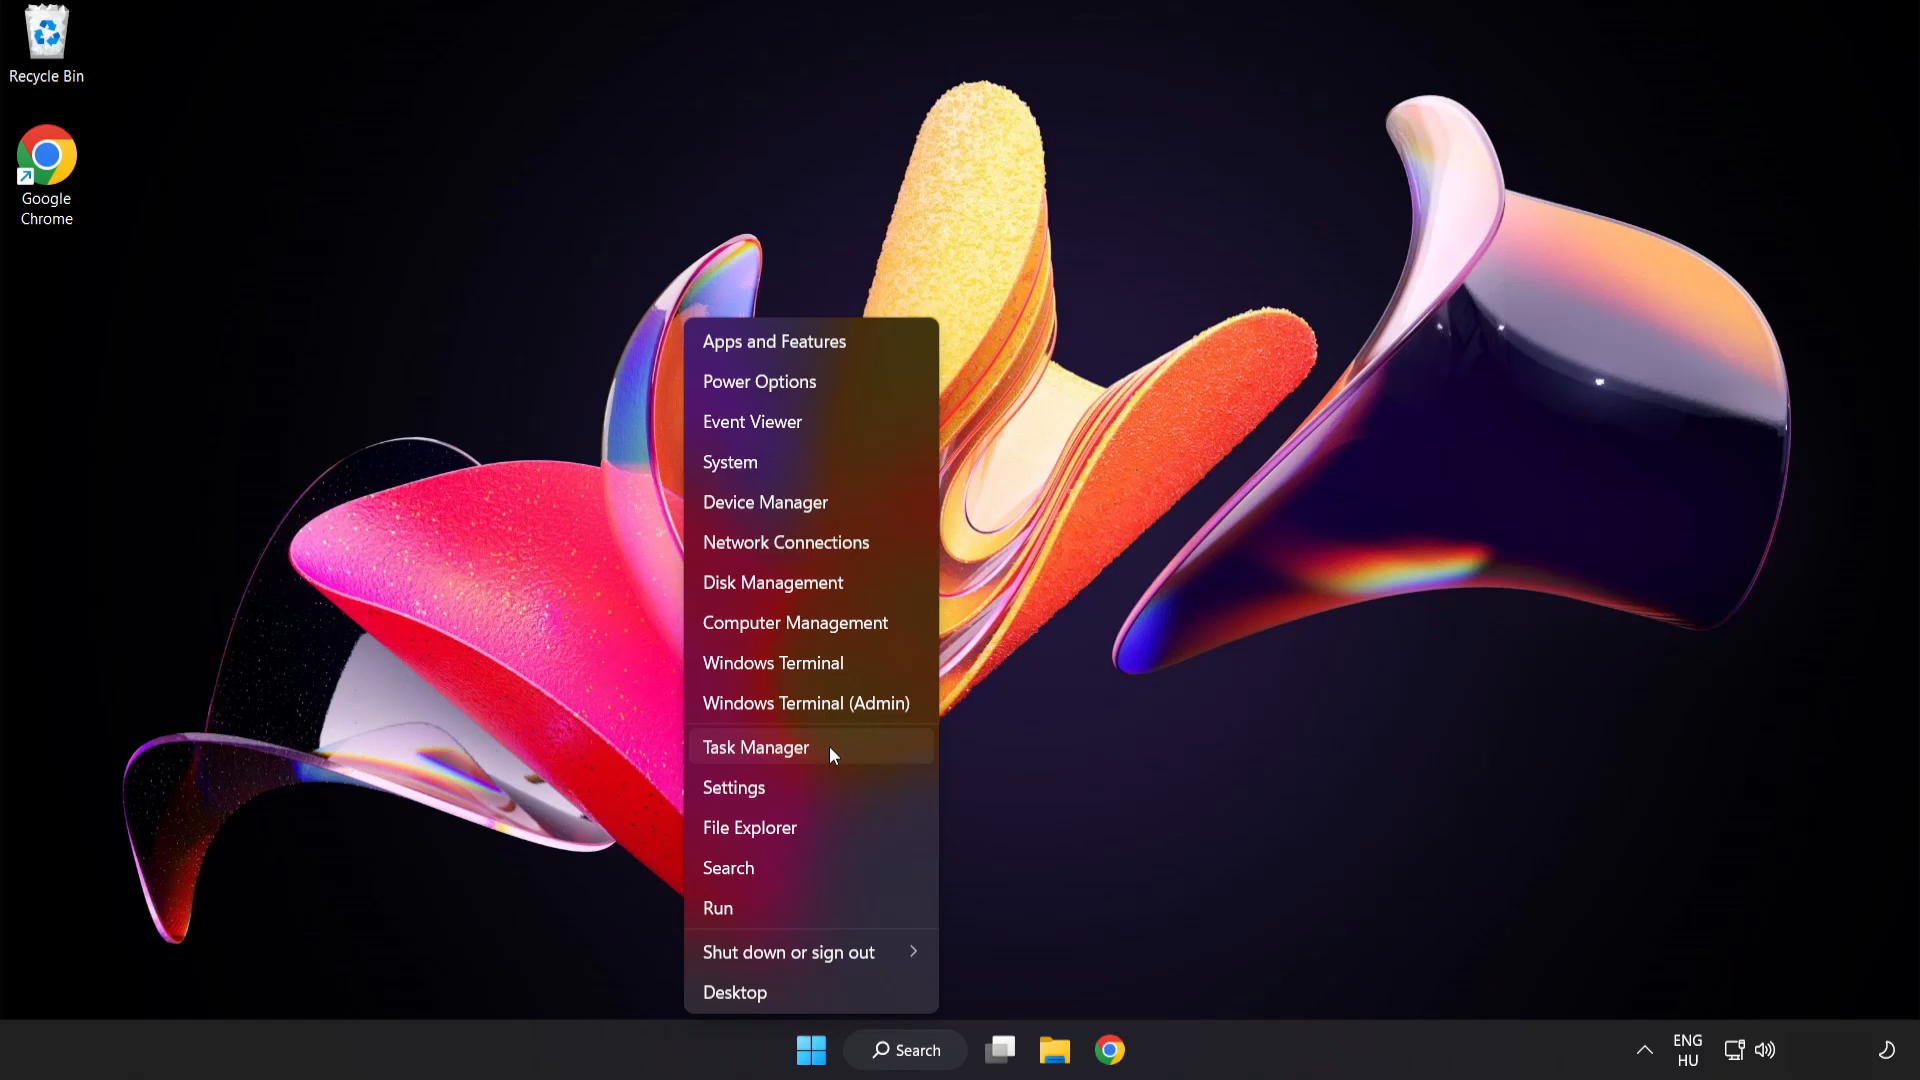 Recycle Bin
Google
Chrome
Apps and Features
Power Options
Event Viewer
System
Device Manager
Network Connections
Disk Management
Computer Management
Windows Terminal
Windows Terminal (Admin)
Task Manager
Settings
File Explorer
Search
Run
Shut down or sign out
Desktop
Search
ENG
HU